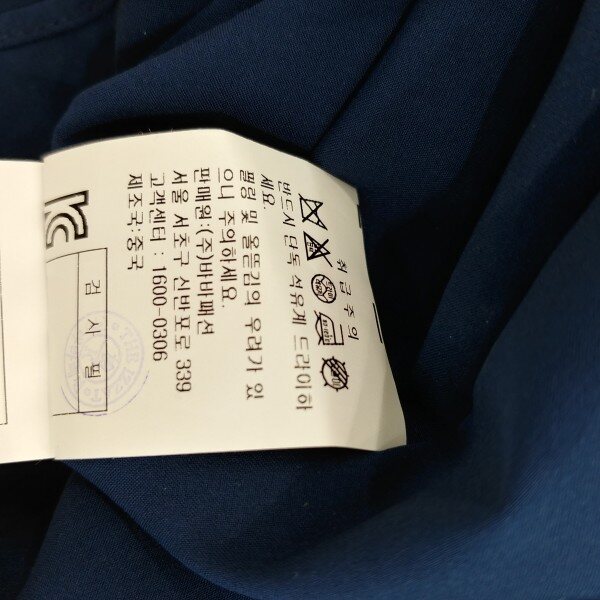 취급주의
반드시 단독 석유계 드라이하
세요.
필링 및 올뜯김의 우려가 있
으니 주의하세요.
판매원:(주)바바패션
서울 서초구 신반포로 339
고객센터 : 1600-0306
제조국:중국
검사필